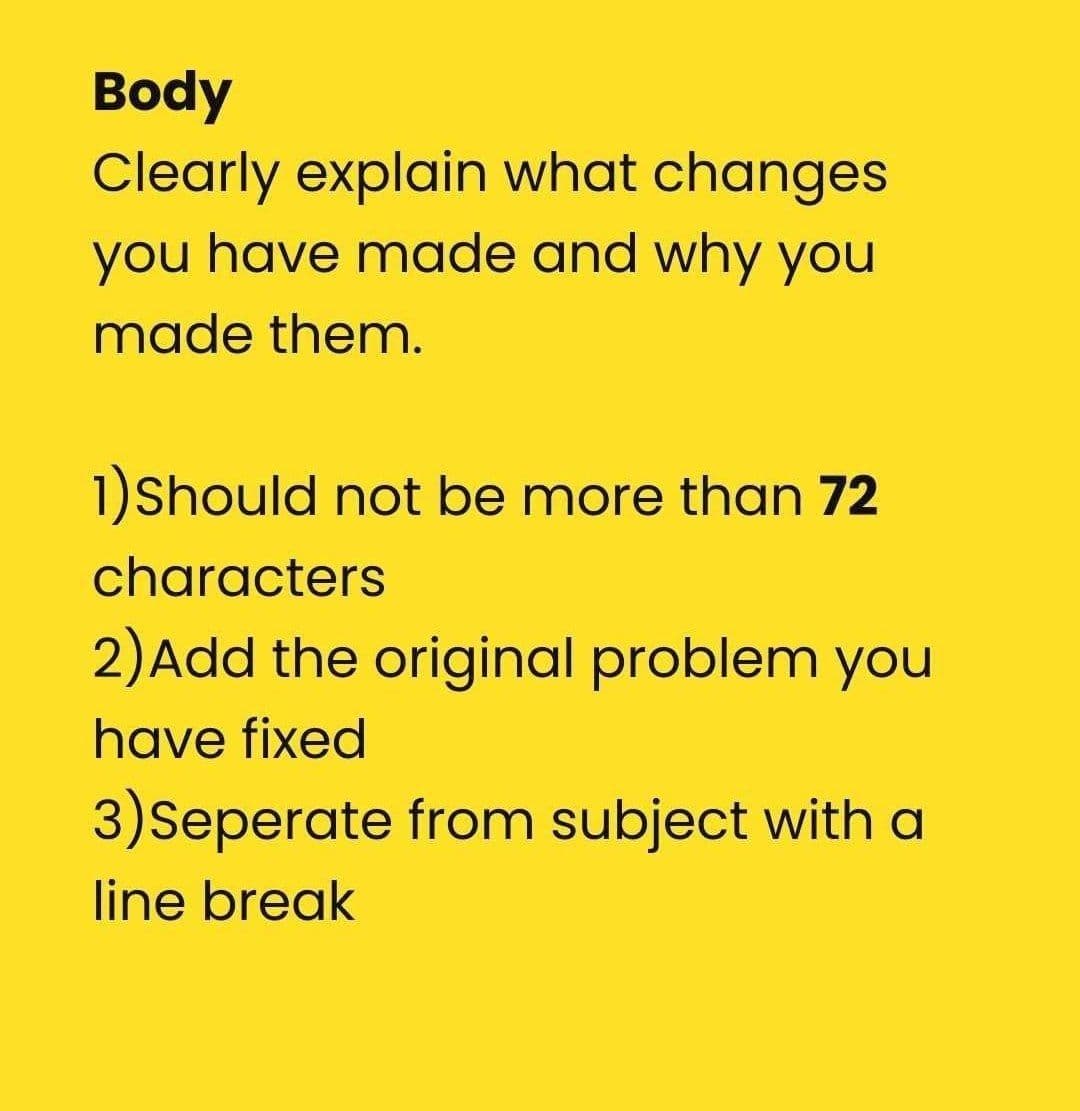 Body
Clearly explain what changes
you have made and why you
made them.
1)Should not be more than 72
characters
2)Add the original problem you
have fixed
3)Seperate from subject with a
line break